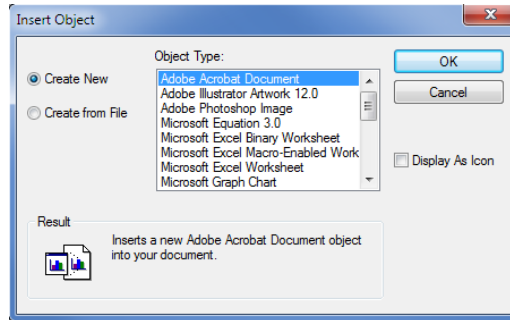 Insert Object
Object Type:
Create New
Create from File
Adobe Acrobat Document
Adobe Illustrator Artwork 12.0
Adobe Photoshop Image
Microsoft Equation 3.0
Microsoft Excel Binary Worksheet
Microsoft Excel Macro-Enabled Work
Microsoft Excel Worksheet
Microsoft Graph Chart
OK
Cancel
Display As Icon
Result
Inserts a new Adobe Acrobat Document object
into your document.